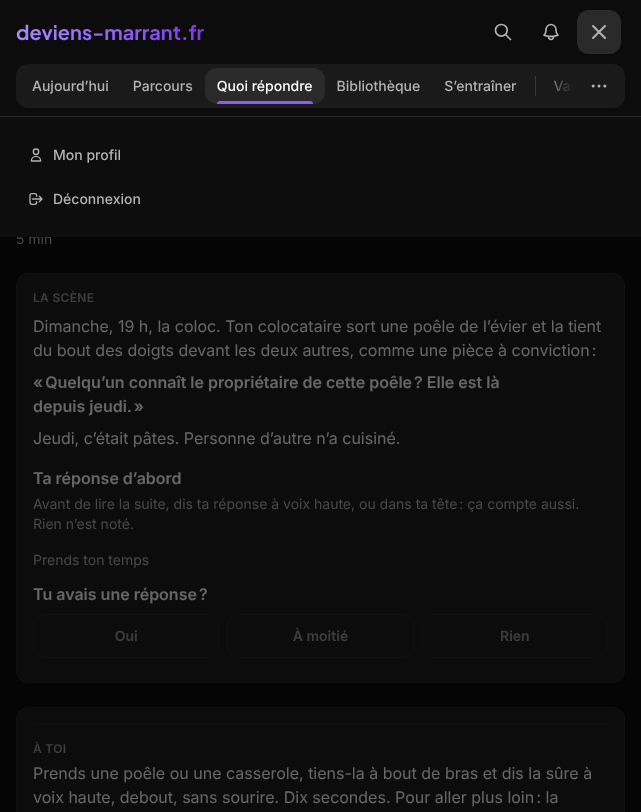 deviens-marrant.fr
Aujourd’hui
Parcours
Quoi répondre
Bibliothèque
S’entraîner
Va
Mon profil
Déconnexion
5 min
LA SCÈNE
Dimanche, 19 h, la coloc. Ton colocataire sort une poêle de l’évier et la tient
du bout des doigts devant les deux autres, comme une pièce à conviction :
« Quelqu’un connaît le propriétaire de cette poêle ? Elle est là
depuis jeudi. »
Jeudi, c’était pâtes. Personne d’autre n’a cuisiné.
Ta réponse d’abord
Avant de lire la suite, dis ta réponse à voix haute, ou dans ta tête : ça compte aussi.
Rien n’est noté.
Prends ton temps
Tu avais une réponse ?
Oui
À moitié
Rien
À TOI
Prends une poêle ou une casserole, tiens-la à bout de bras et dis la sûre à
voix haute, debout, sans sourire. Dix secondes. Pour aller plus loin : la